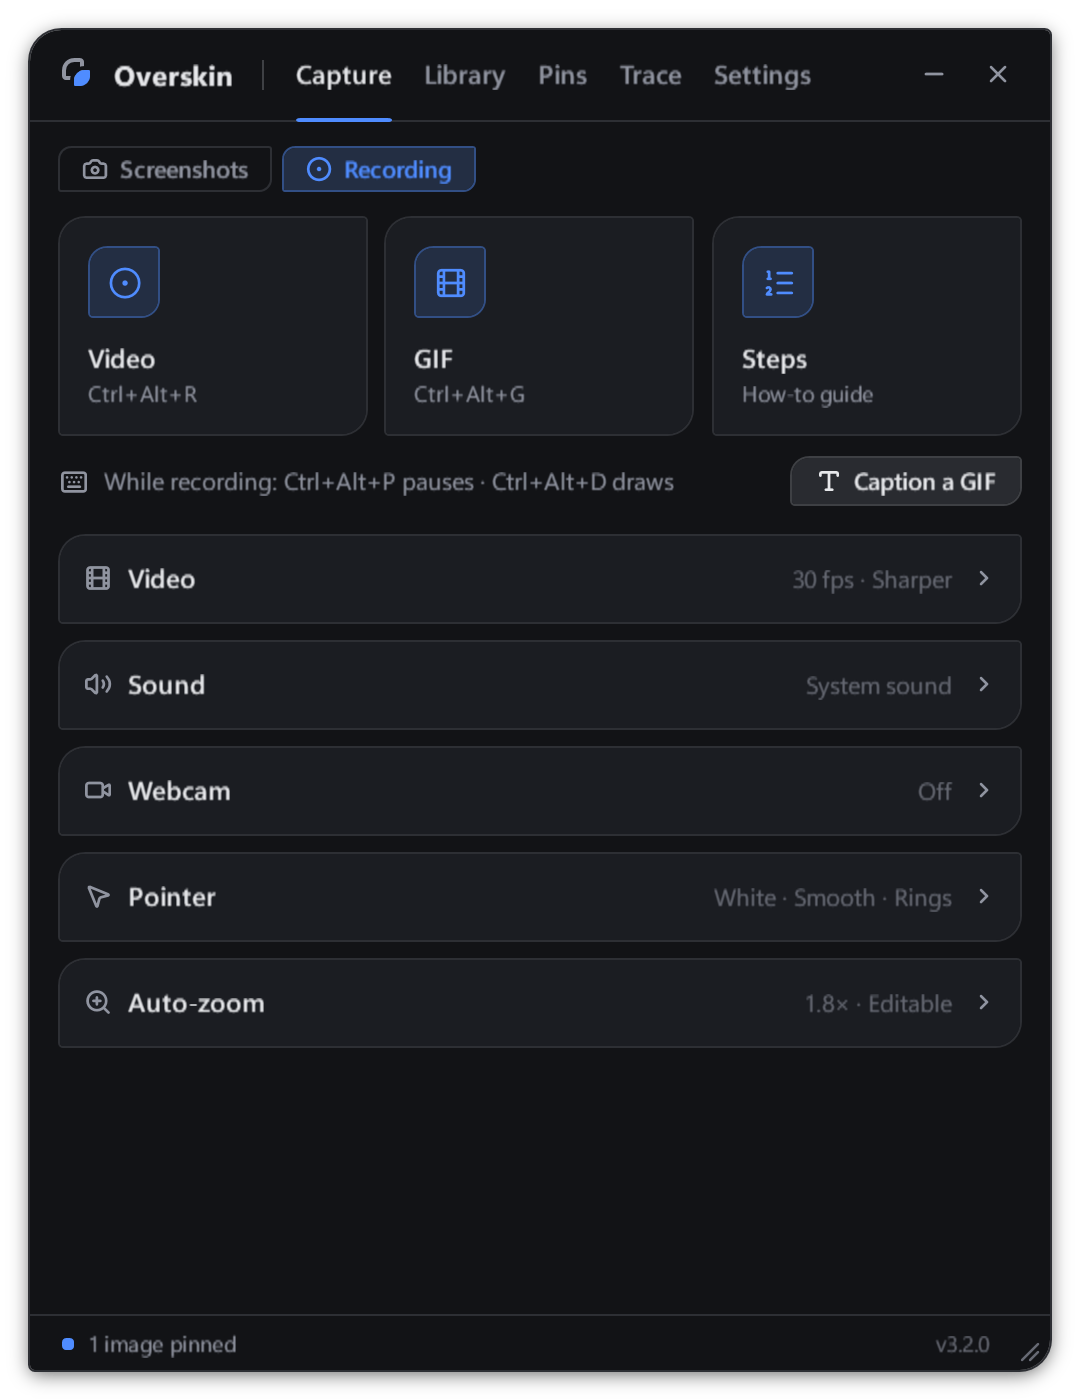 Overskin
Capture Library Pins Trace Settings
Screenshots Recording
Video
Ctrl+Alt+R
GIF
Ctrl+Alt+G
1
2
Steps
How-to guide
While recording: Ctrl+Alt+P pauses · Ctrl+Alt+D draws
Caption a GIF
Video 30 fps · Sharper
Sound System sound
Webcam Off
Pointer White · Smooth · Rings
Auto-zoom 1.8× · Editable
1 image pinned v3.2.0